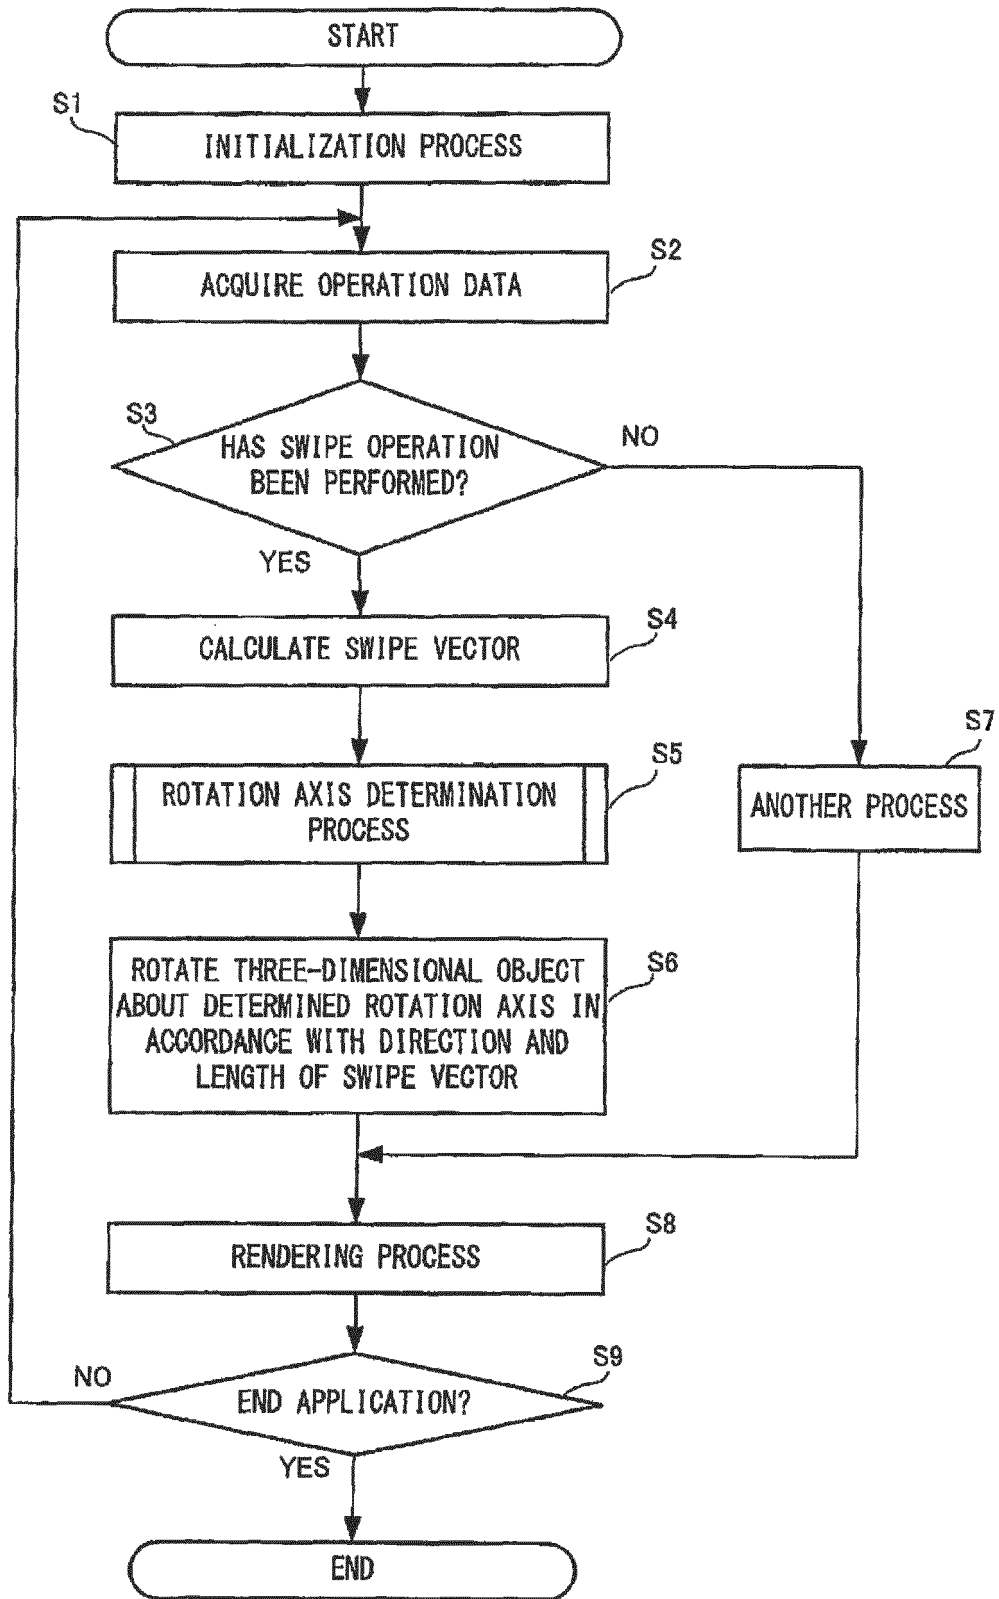 START
S1
INITIALIZATION PROCESS
S2
ACQUIRE OPERATION DATA
S3
HAS SWIPE OPERATION
BEEN PERFORMED?
NO
YES
S4
CALCULATE SWIPE VECTOR
S5
ROTATION AXIS DETERMINATION
PROCESS
S7
ANOTHER PROCESS
S6
ROTATE THREE-DIMENSIONAL OBJECT
ABOUT DETERMINED ROTATION AXIS IN
ACCORDANCE WITH DIRECTION AND
LENGTH OF SWIPE VECTOR
S8
RENDERING PROCESS
S9
NO
END APPLICATION?
YES
END